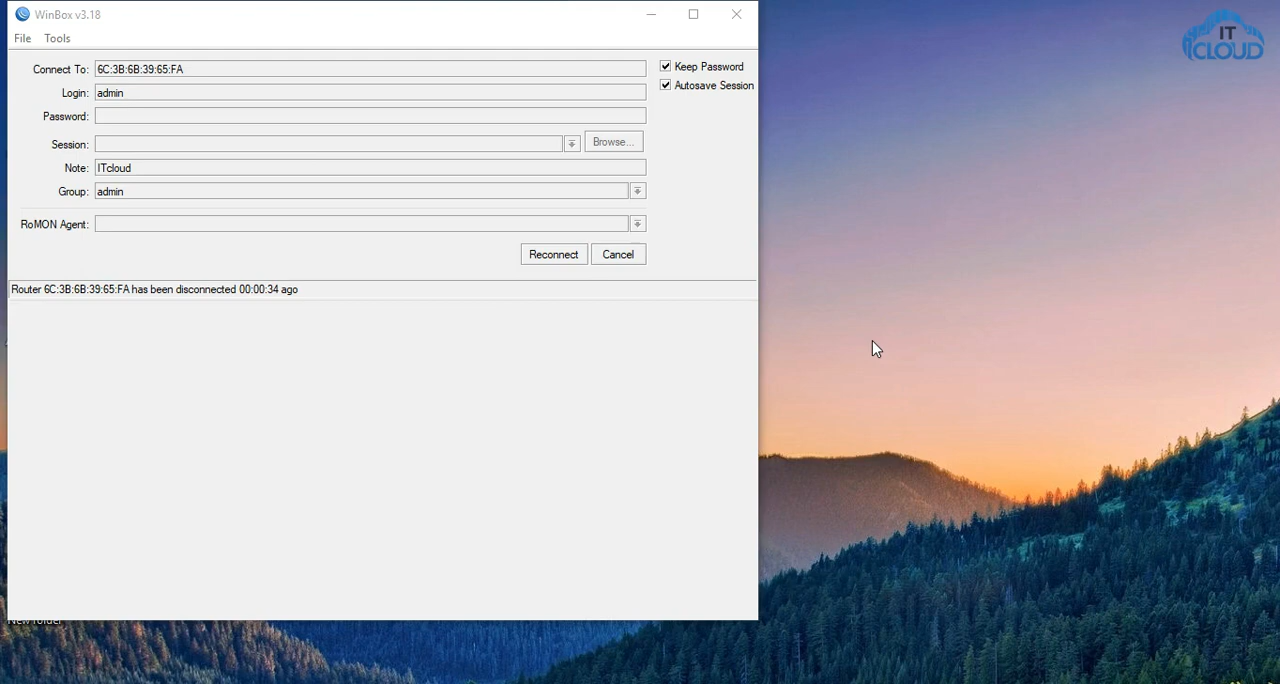 WinBox v3.18
File Tools
Connect To: 6C:3B:6B:39:65:FA
Keep Password
Autosave Session
Login: admin
Password:
Session:
Browse...
Note: ITcloud
Group: admin
RoMON Agent:
Reconnect Cancel
Router 6C:3B:6B:39:65:FA has been disconnected 00:00:34 ago
New folder
IT
CLOUD